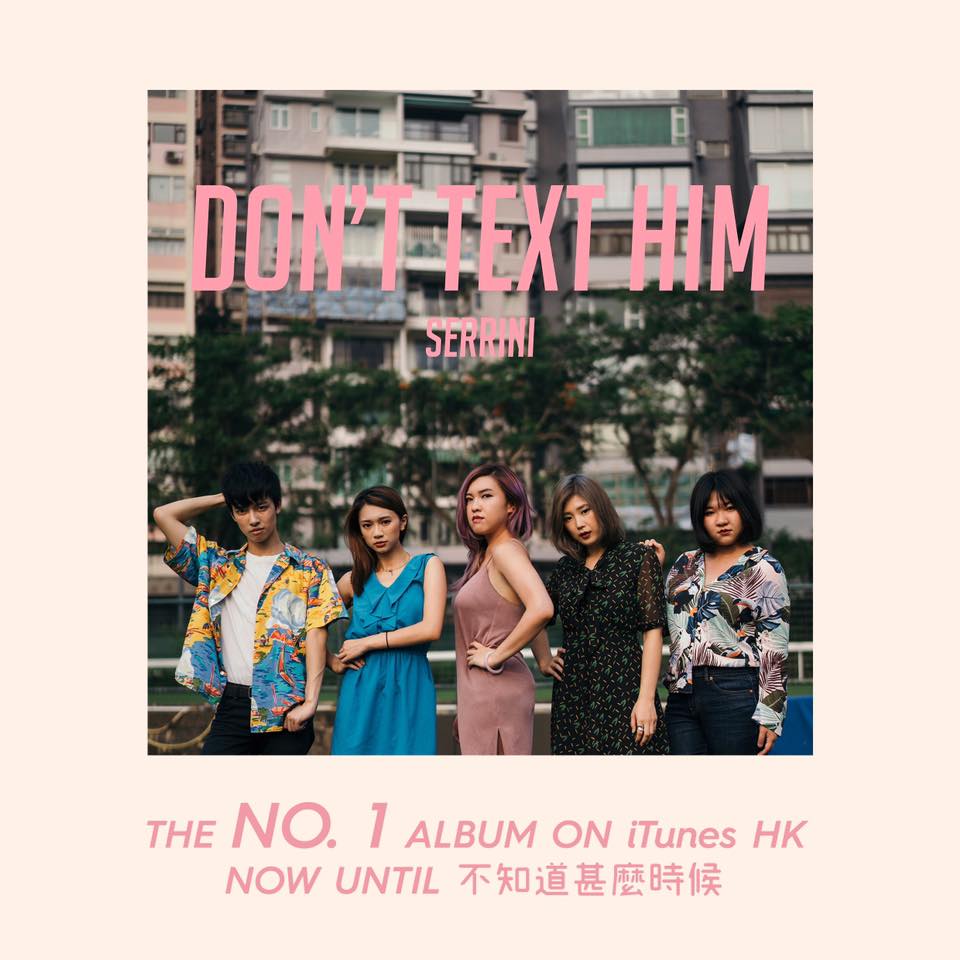 DON'T TEXT HIM
SERRINI
THE NO. 1 ALBUM ON iTunes HK
NOW UNTIL 不知道甚麼時候